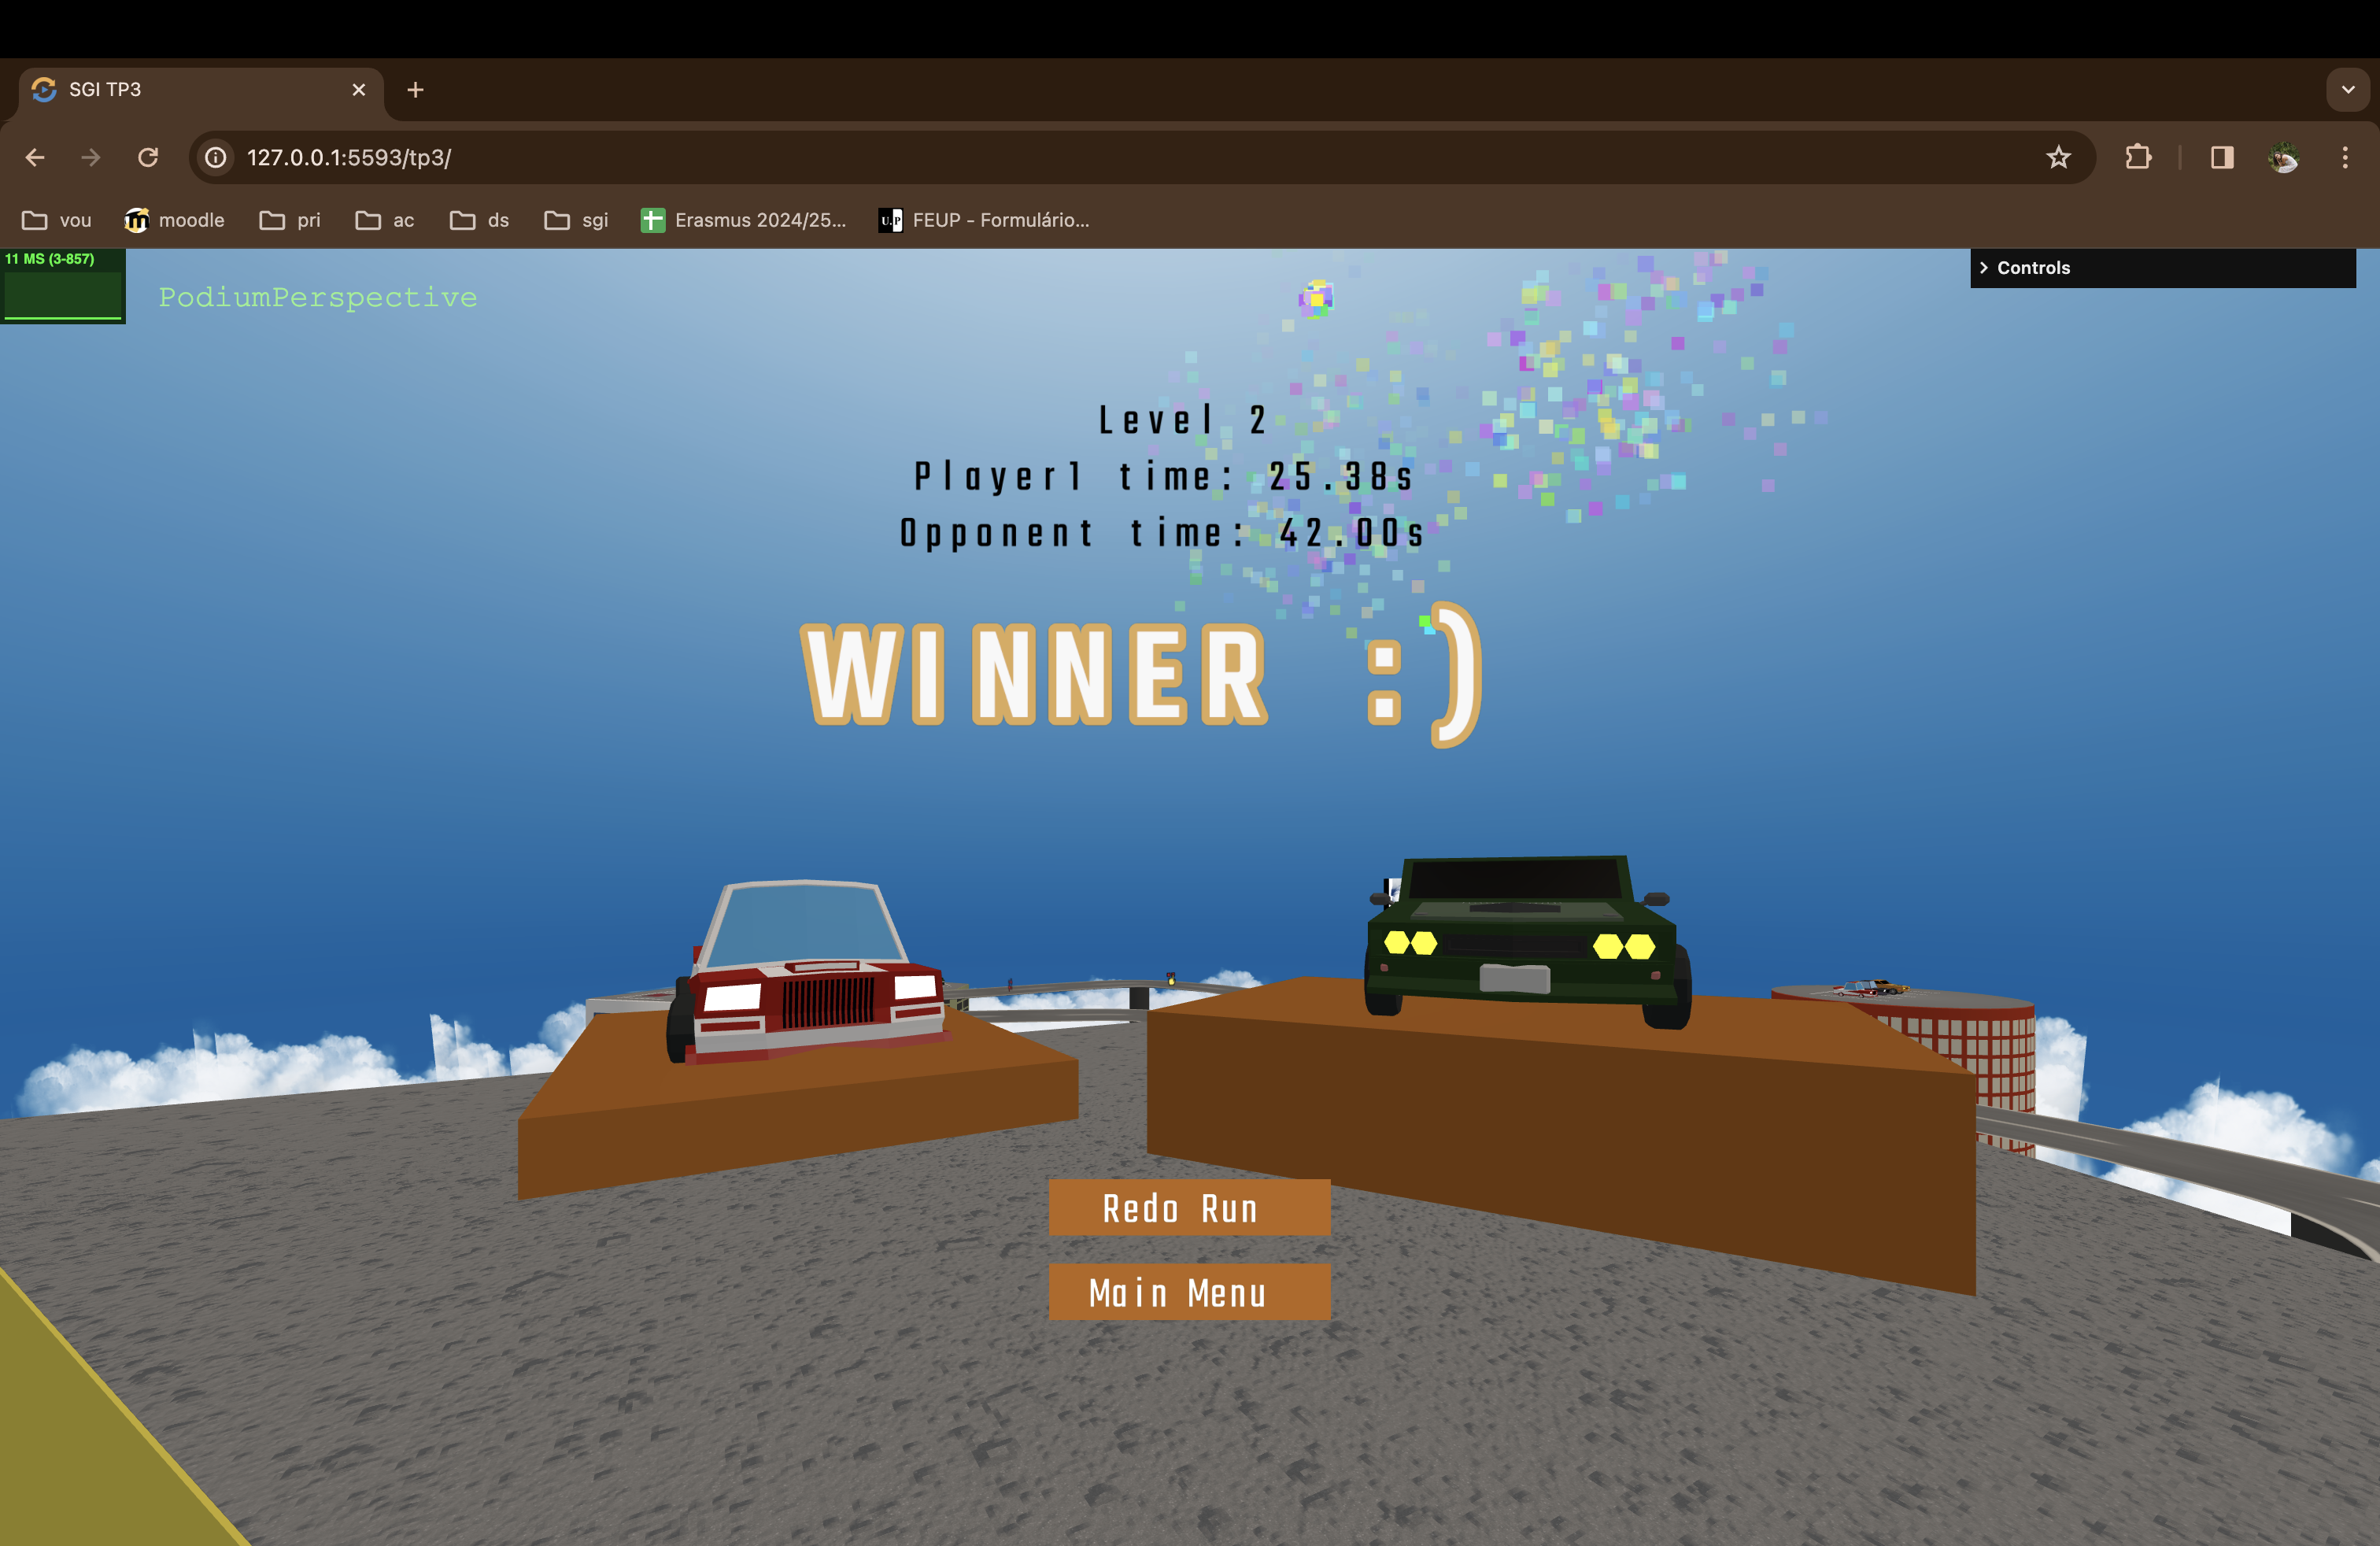 SGI TP3
127.0.0.1:5593/tp3/
vou moodle pri ac ds sgi Erasmus 2024/25... U.P FEUP - Formulário...
11 MS (3-857)
PodiumPerspective
Controls
Level 2
Player1 time: 25.38s
Opponent time: 42.00s
WINNER :)
Redo Run
Main Menu